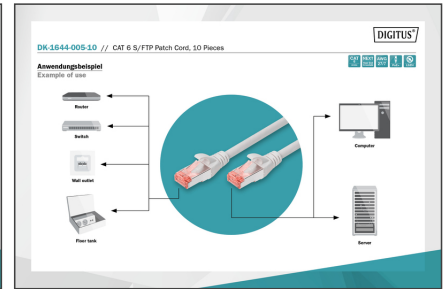 DIGITUS®
DK-1644-005-10 // CAT 6 S/FTP Patch Cord, 10 Pieces
Anwendungsbeispiel
Example of use
Router
Switch
Wall outlet
Floor tank
Computer
Server